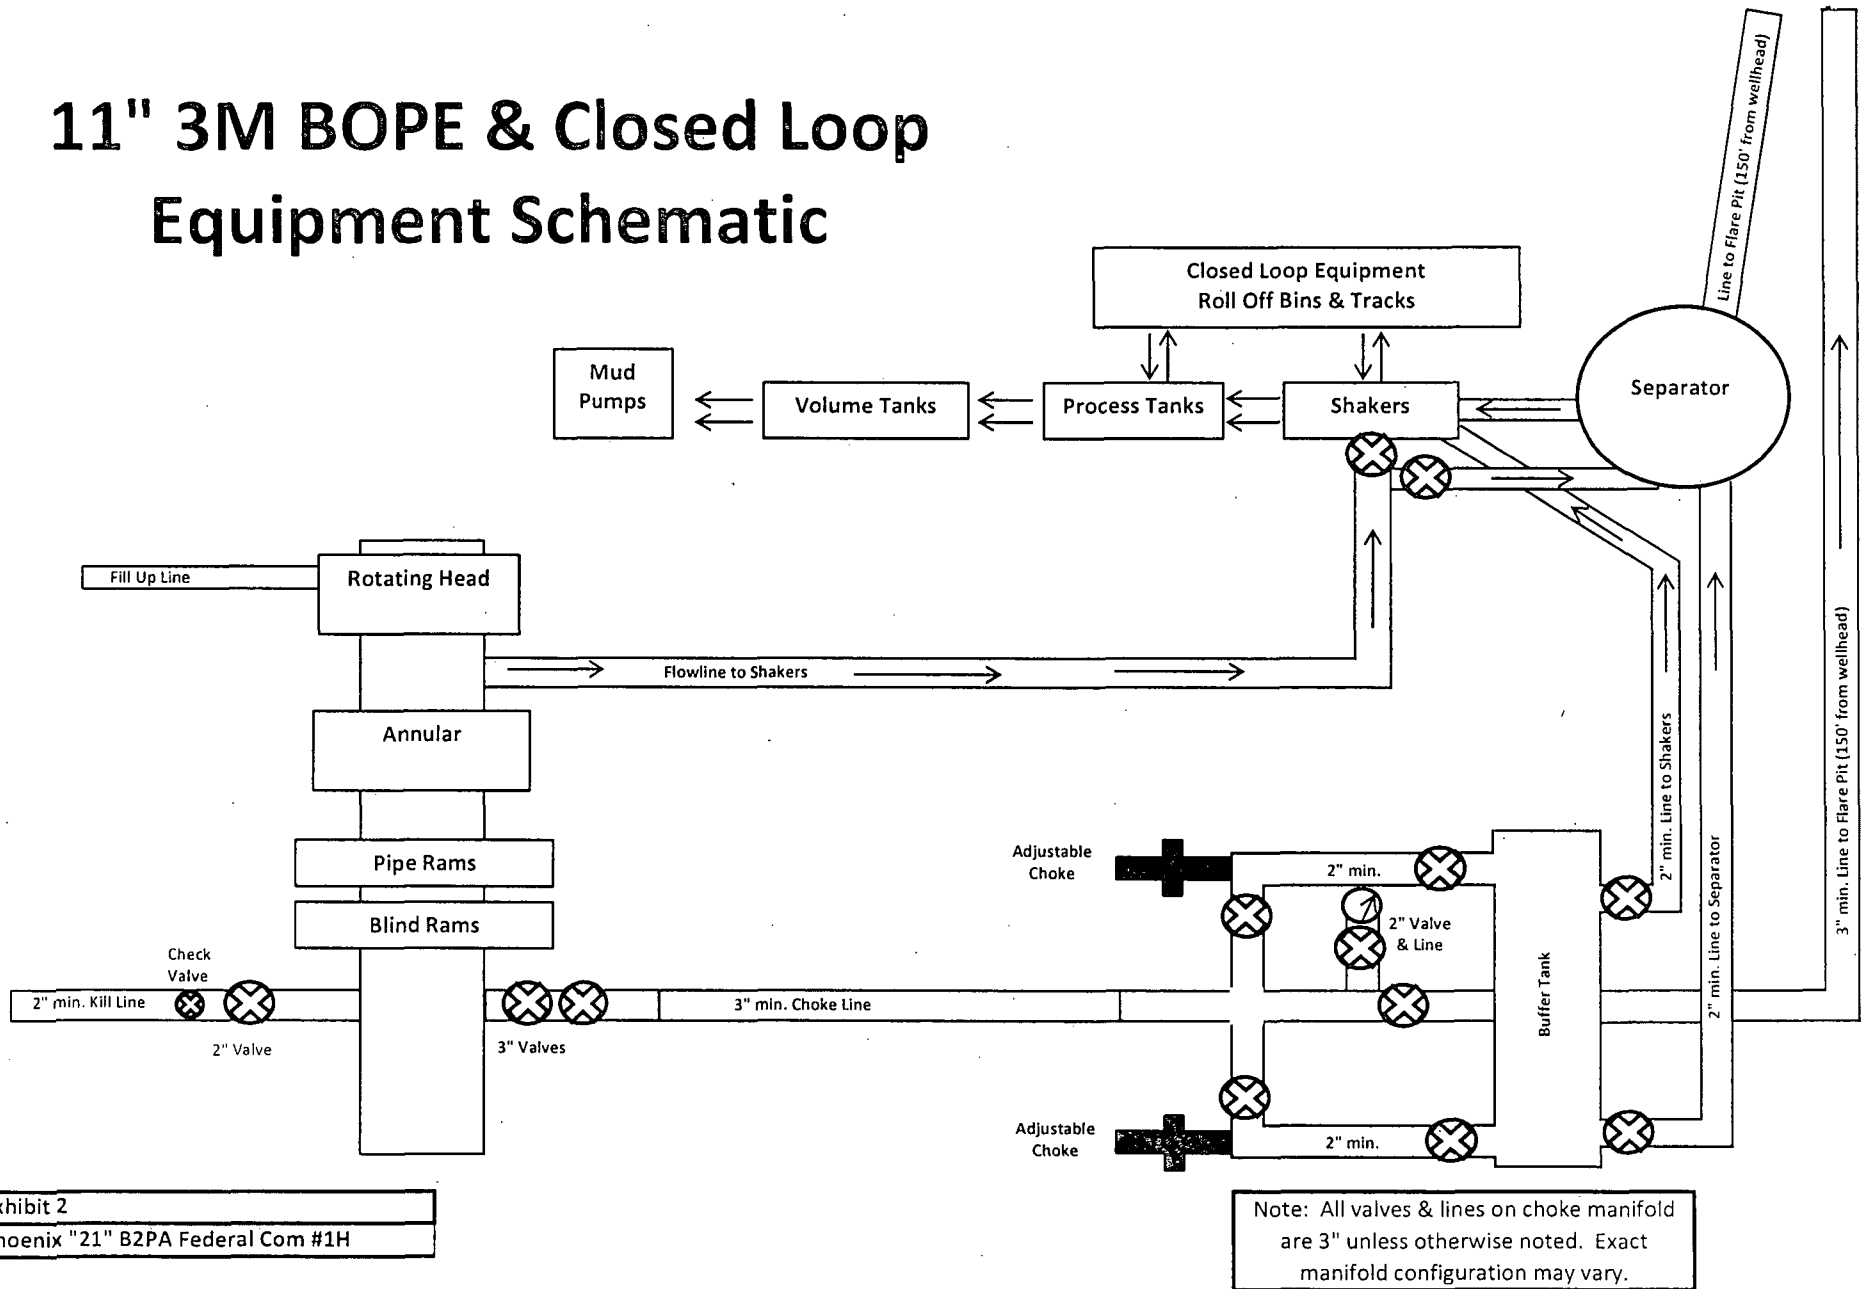 11" 3M BOPE & Closed Loop
Equipment Schematic
Closed Loop Equipment
Roll Off Bins & Tracks
Mud
Pumps
Volume Tanks
Process Tanks
Shakers
Separator
Line to Flare Pit (150' from wellhead)
Fill Up Line
Rotating Head
Flowline to Shakers
Annular
Pipe Rams
Blind Rams
Check
Valve
2" min. Kill Line
2" Valve
3" Valves
3" min. Choke Line
Adjustable
Choke
2" min.
2" Valve
& Line
Adjustable
Choke
2" min.
Buffer Tank
2" min. Line to Shakers
2" min. Line to Separator
3" min. Line to Flare Pit (150' from wellhead)
xhibit 2
hoenix "21" B2PA Federal Com #1H
Note: All valves & lines on choke manifold
are 3" unless otherwise noted. Exact
manifold configuration may vary.